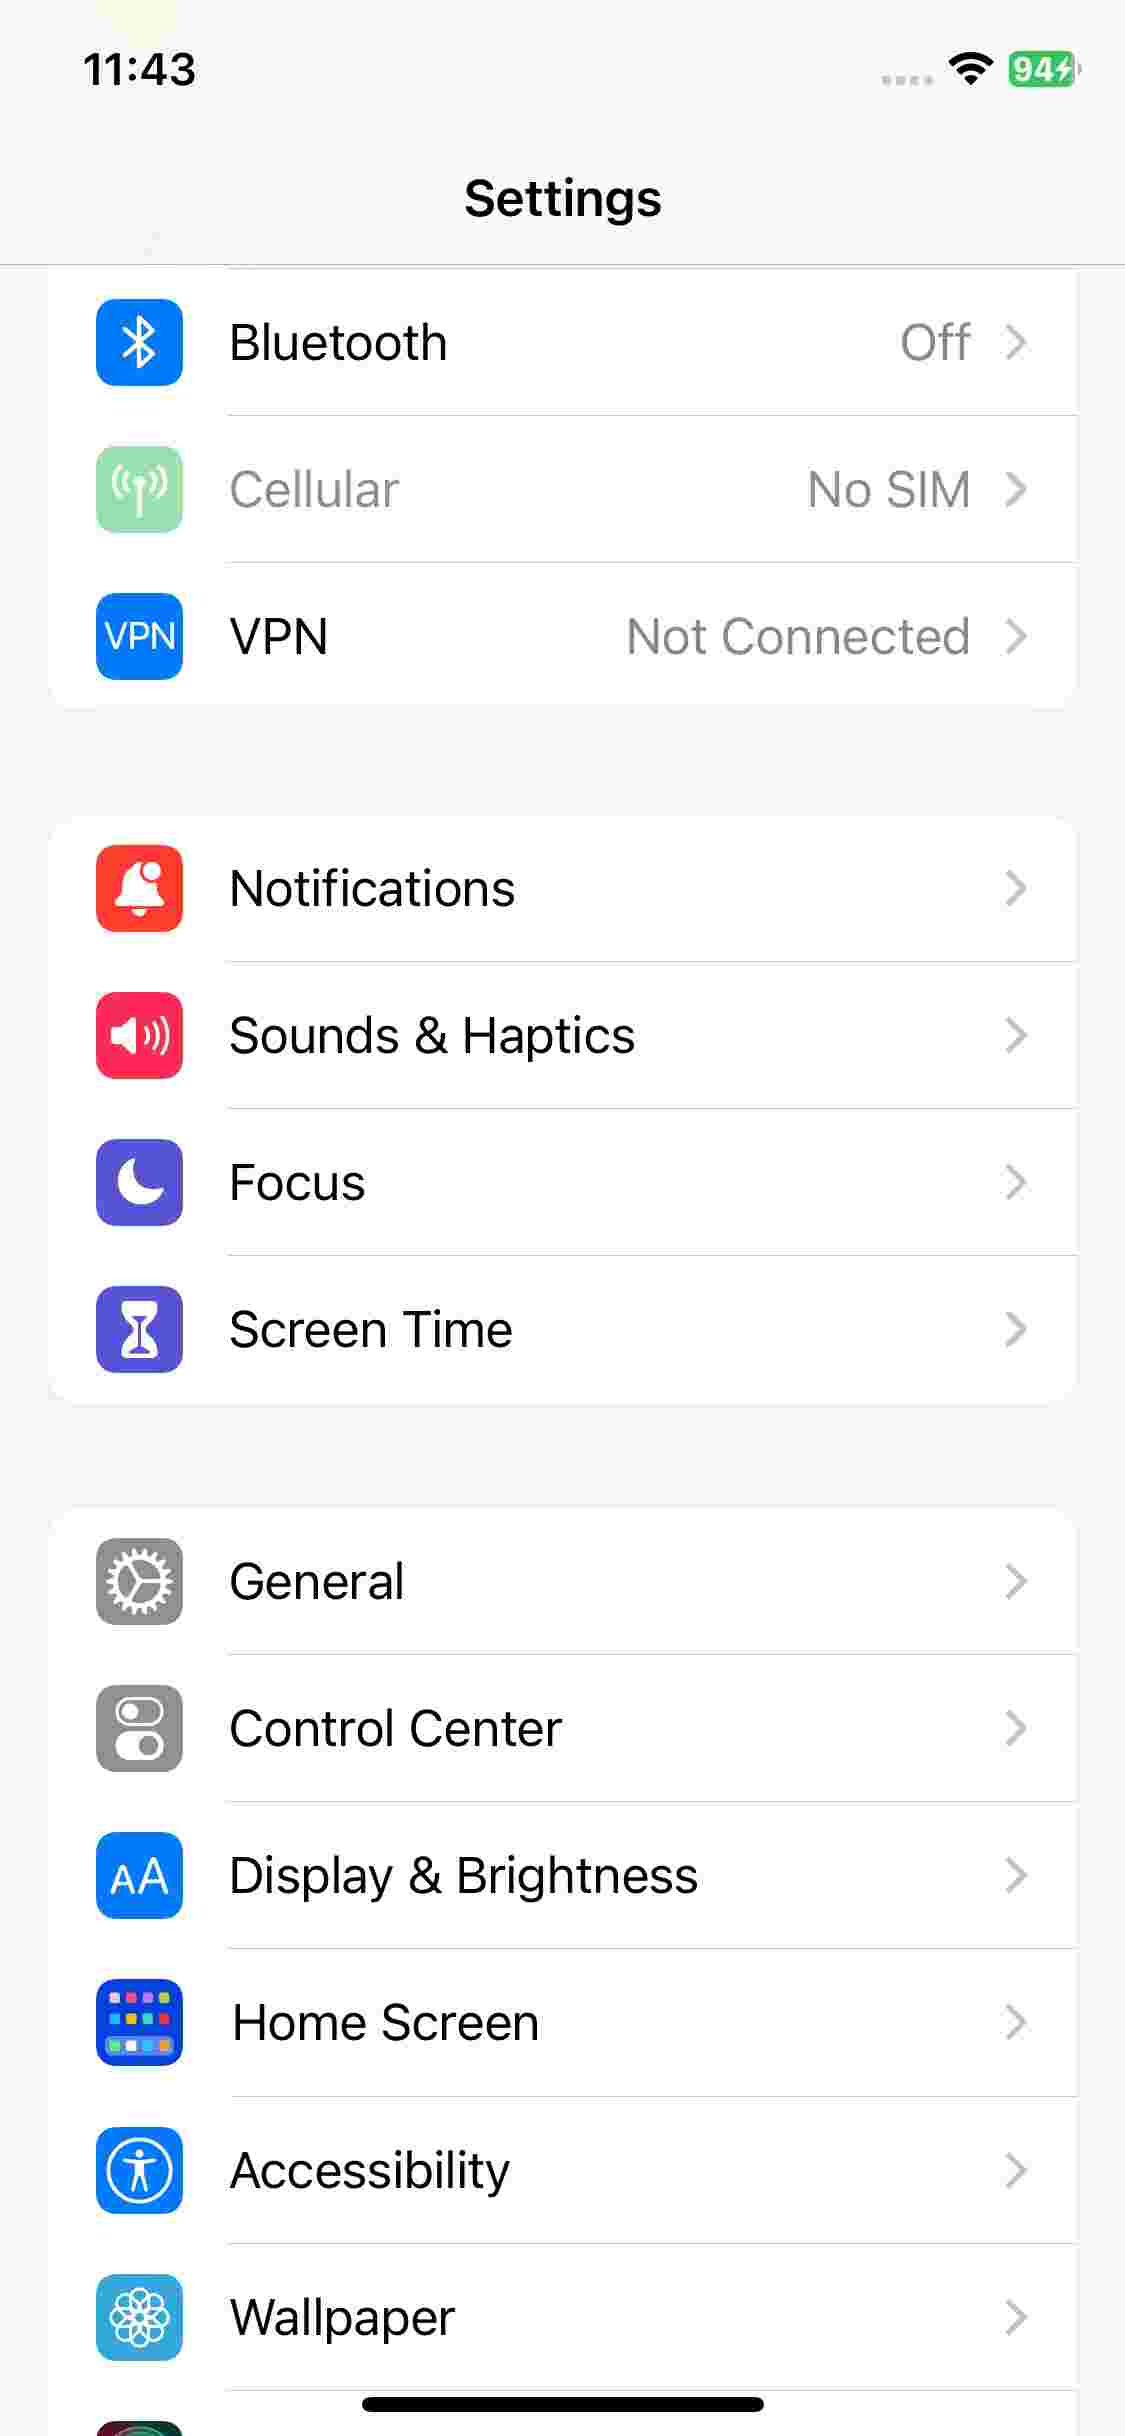 11:43
94
Settings
Bluetooth Off
Cellular No SIM
VPN VPN Not Connected
Notifications
Sounds & Haptics
Focus
Screen Time
General
Control Center
AA Display & Brightness
Home Screen
Accessibility
Wallpaper